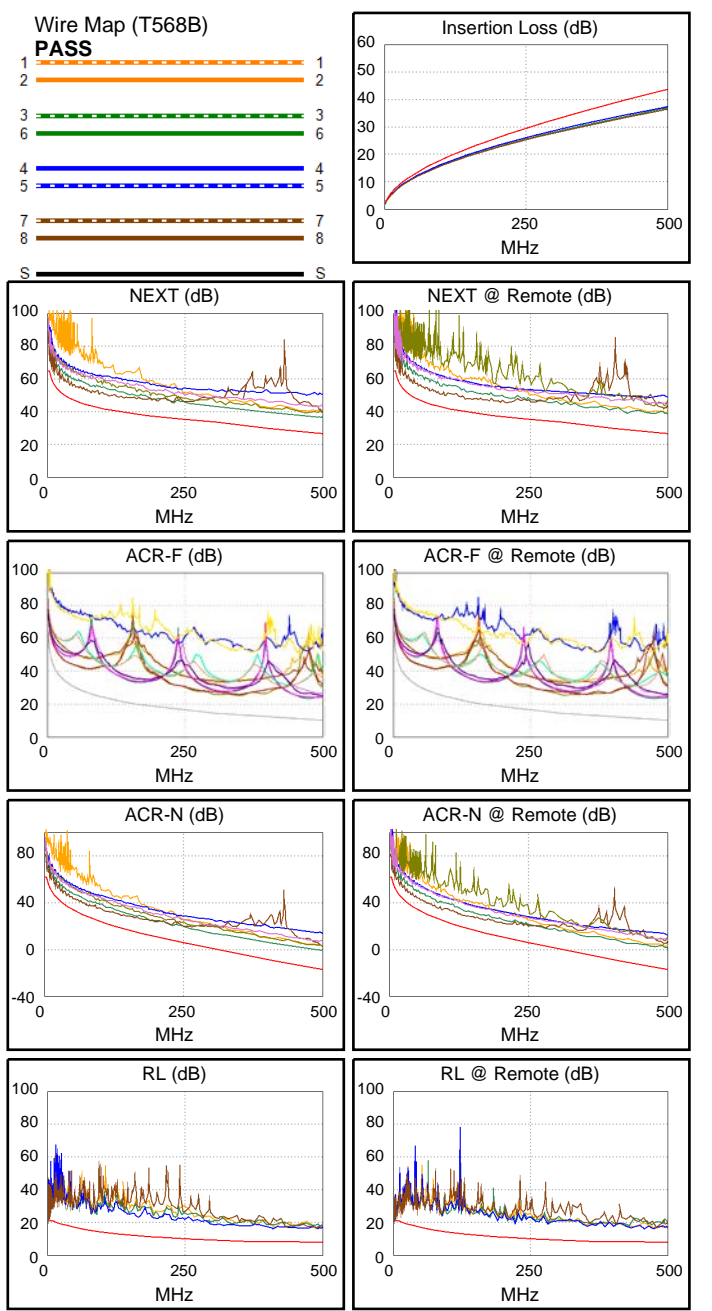 Wire Map (T568B)
PASS
1 1
2 2
3 3
6 6
4 4
5 5
7 7
8 8
S S
Insertion Loss (dB)
60
50
40
30
20
10
0
0 250 500
MHz
NEXT (dB)
100
80
60
40
20
0
0 250 500
MHz
NEXT @ Remote (dB)
100
80
60
40
20
0
0 250 500
MHz
ACR-F (dB)
100
80
60
40
20
0
0 250 500
MHz
ACR-F @ Remote (dB)
100
80
60
40
20
0
0 250 500
MHz
ACR-N (dB)
80
40
0
-40
0 250 500
MHz
ACR-N @ Remote (dB)
80
40
0
-40
0 250 500
MHz
RL (dB)
100
80
60
40
20
0
0 250 500
MHz
RL @ Remote (dB)
100
80
60
40
20
0
0 250 500
MHz